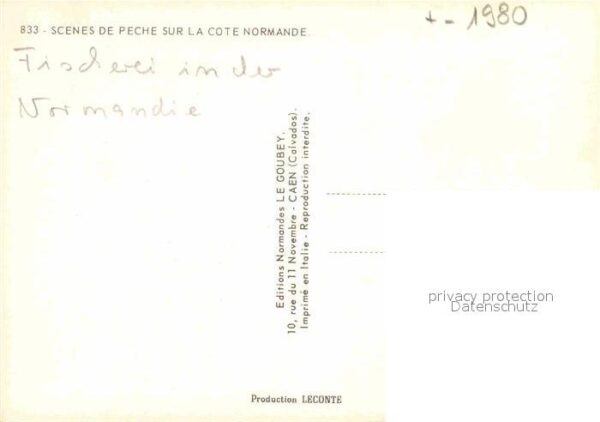 833 - SCENES DE PECHE SUR LA COTE NORMANDE.
+ - 1980
Fischerei in der
Normandie
Editions Normandes LE GOUBEY.
10, rue du 11 Novembre - CAEN (Calvados).
Imprimé en Italie - Reproduction interdite.
privacy protection
Datenschutz
Production LECONTE